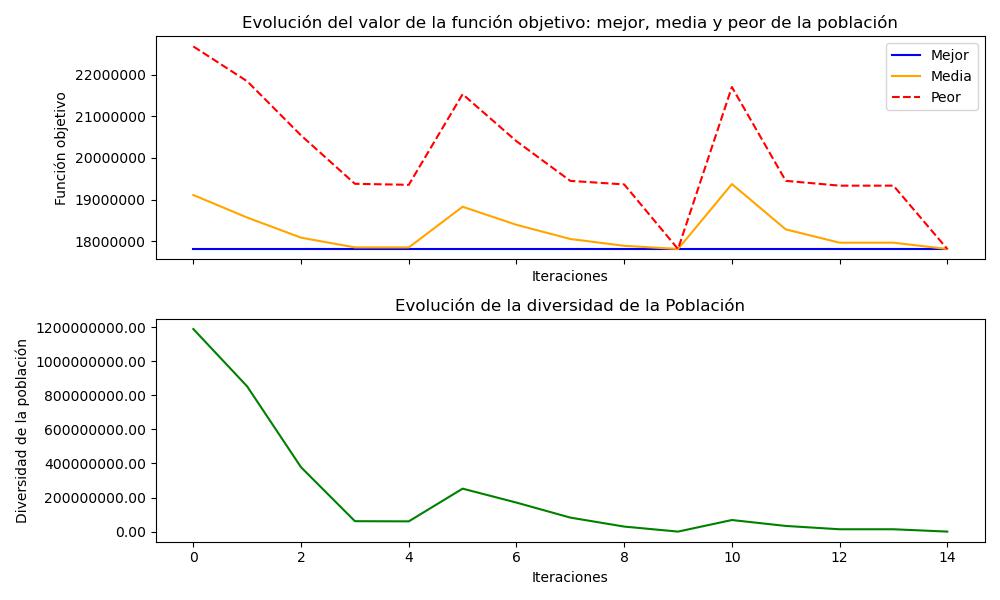 Evolución del valor de la función objetivo: mejor, media y peor de la población
Función objetivo
22000000
21000000
20000000
19000000
18000000
Mejor
Media
Peor
Iteraciones
Evolución de la diversidad de la Población
Diversidad de la población
1200000000.00
1000000000.00
800000000.00
600000000.00
400000000.00
200000000.00
0.00
0 2 4 6 8 10 12 14
Iteraciones